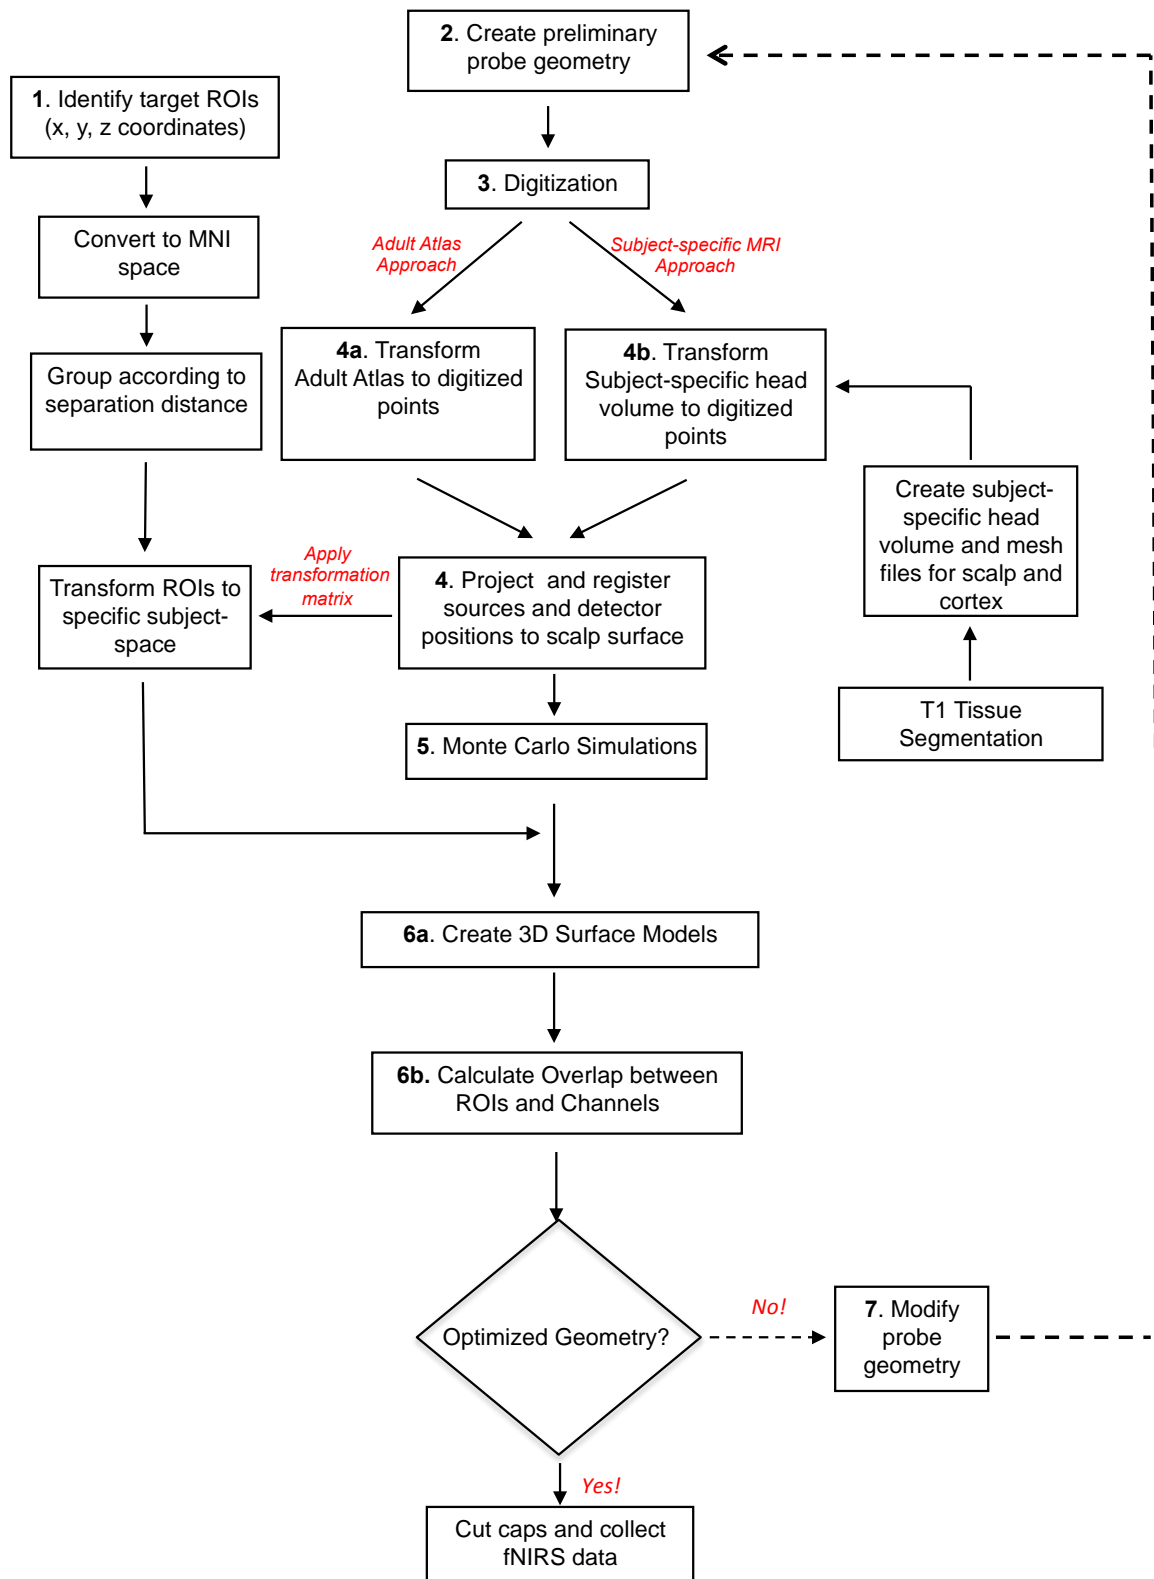 2. Create preliminary
probe geometry
1. Identify target ROIs
(x, y, z coordinates)
3. Digitization
Convert to MNI
space
Adult Atlas
Approach
Subject-specific MRI
Approach
Group according to
separation distance
4a. Transform
Adult Atlas to digitized
points
4b. Transform
Subject-specific head
volume to digitized
points
Create subject-
specific head
volume and mesh
files for scalp and
cortex
Transform ROIs to
specific subject-
space
Apply
transformation
matrix
4. Project and register
sources and detector
positions to scalp surface
T1 Tissue
Segmentation
5. Monte Carlo Simulations
6a. Create 3D Surface Models
6b. Calculate Overlap between
ROIs and Channels
Optimized Geometry?
No!
7. Modify
probe
geometry
Yes!
Cut caps and collect
fNIRS data